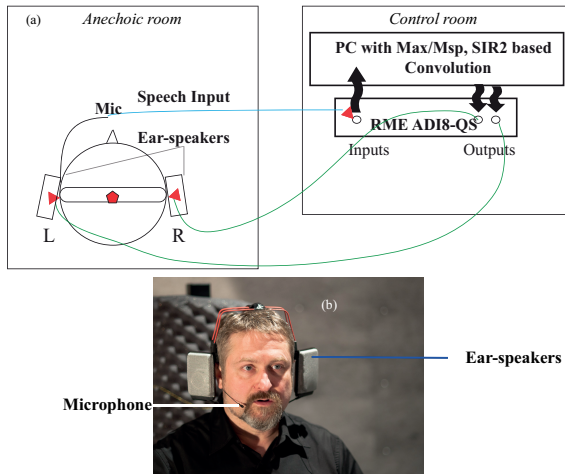 (a)
Anechoic room
Control room
PC with Max/Msp, SIR2 based
Convolution
Speech Input
Mic
Ear-speakers
RME ADI8-QS
Inputs
Outputs
L
R
(b)
Ear-speakers
Microphone